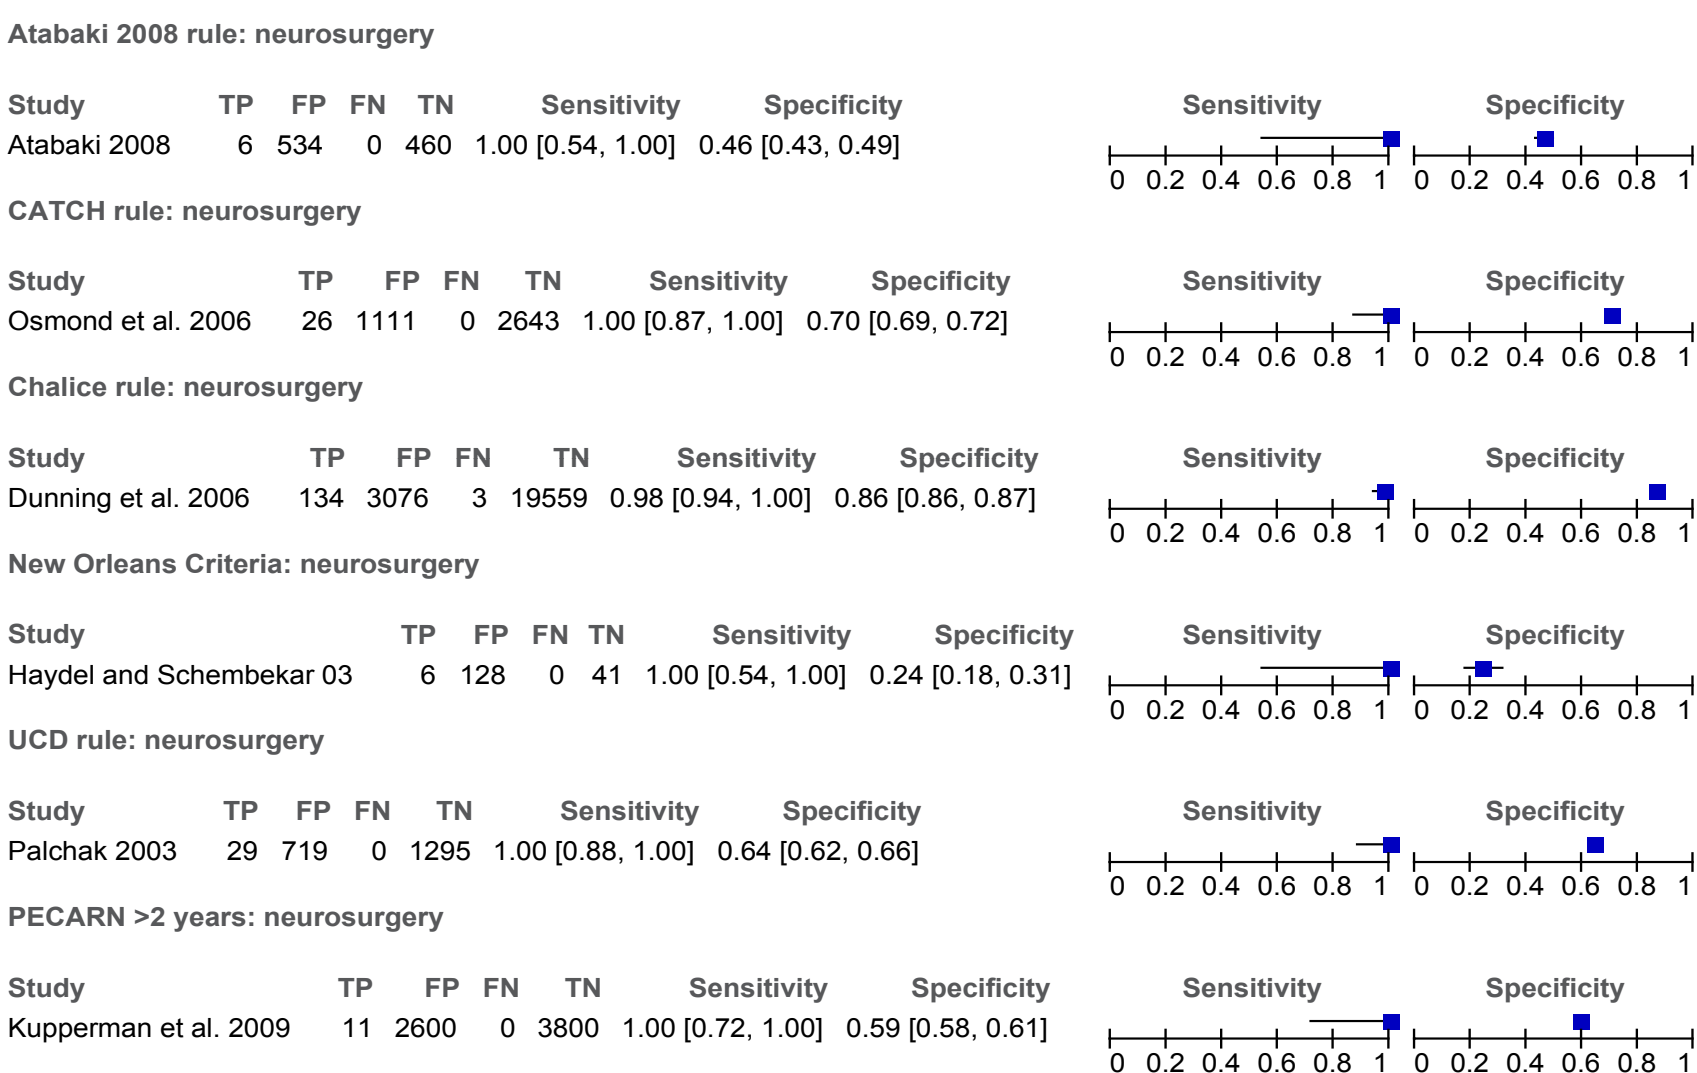 Atabaki 2008 rule: neurosurgery
Study TP FP FN TN Sensitivity Specificity Sensitivity Specificity
Atabaki 2008 6 534 0 460 1.00 [0.54, 1.00] 0.46 [0.43, 0.49]
0 0.2 0.4 0.6 0.8 1 0 0.2 0.4 0.6 0.8 1
CATCH rule: neurosurgery
Study TP FP FN TN Sensitivity Specificity Sensitivity Specificity
Osmond et al. 2006 26 1111 0 2643 1.00 [0.87, 1.00] 0.70 [0.69, 0.72]
0 0.2 0.4 0.6 0.8 1 0 0.2 0.4 0.6 0.8 1
Chalice rule: neurosurgery
Study TP FP FN TN Sensitivity Specificity Sensitivity Specificity
Dunning et al. 2006 134 3076 3 19559 0.98 [0.94, 1.00] 0.86 [0.86, 0.87]
0 0.2 0.4 0.6 0.8 1 0 0.2 0.4 0.6 0.8 1
New Orleans Criteria: neurosurgery
Study TP FP FN TN Sensitivity Specificity Sensitivity Specificity
Haydel and Schembekar 03 6 128 0 41 1.00 [0.54, 1.00] 0.24 [0.18, 0.31]
0 0.2 0.4 0.6 0.8 1 0 0.2 0.4 0.6 0.8 1
UCD rule: neurosurgery
Study TP FP FN TN Sensitivity Specificity Sensitivity Specificity
Palchak 2003 29 719 0 1295 1.00 [0.88, 1.00] 0.64 [0.62, 0.66]
0 0.2 0.4 0.6 0.8 1 0 0.2 0.4 0.6 0.8 1
PECARN >2 years: neurosurgery
Study TP FP FN TN Sensitivity Specificity Sensitivity Specificity
Kupperman et al. 2009 11 2600 0 3800 1.00 [0.72, 1.00] 0.59 [0.58, 0.61]
0 0.2 0.4 0.6 0.8 1 0 0.2 0.4 0.6 0.8 1